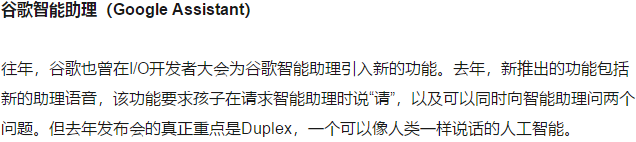 谷歌智能助理（Google Assistant）
往年，谷歌也曾在I/O开发者大会为谷歌智能助理引入新的功能。去年，新推出的功能包括
新的助理语音，该功能要求孩子在请求智能助理时说“请”，以及可以同时向智能助理问两个
问题。但去年发布会的真正重点是Duplex，一个可以像人类一样说话的人工智能。